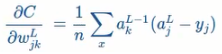 ∂C/∂w^L_{jk} = 1/n ∑_x a^{L−1}_k (a^L_j − y_j)